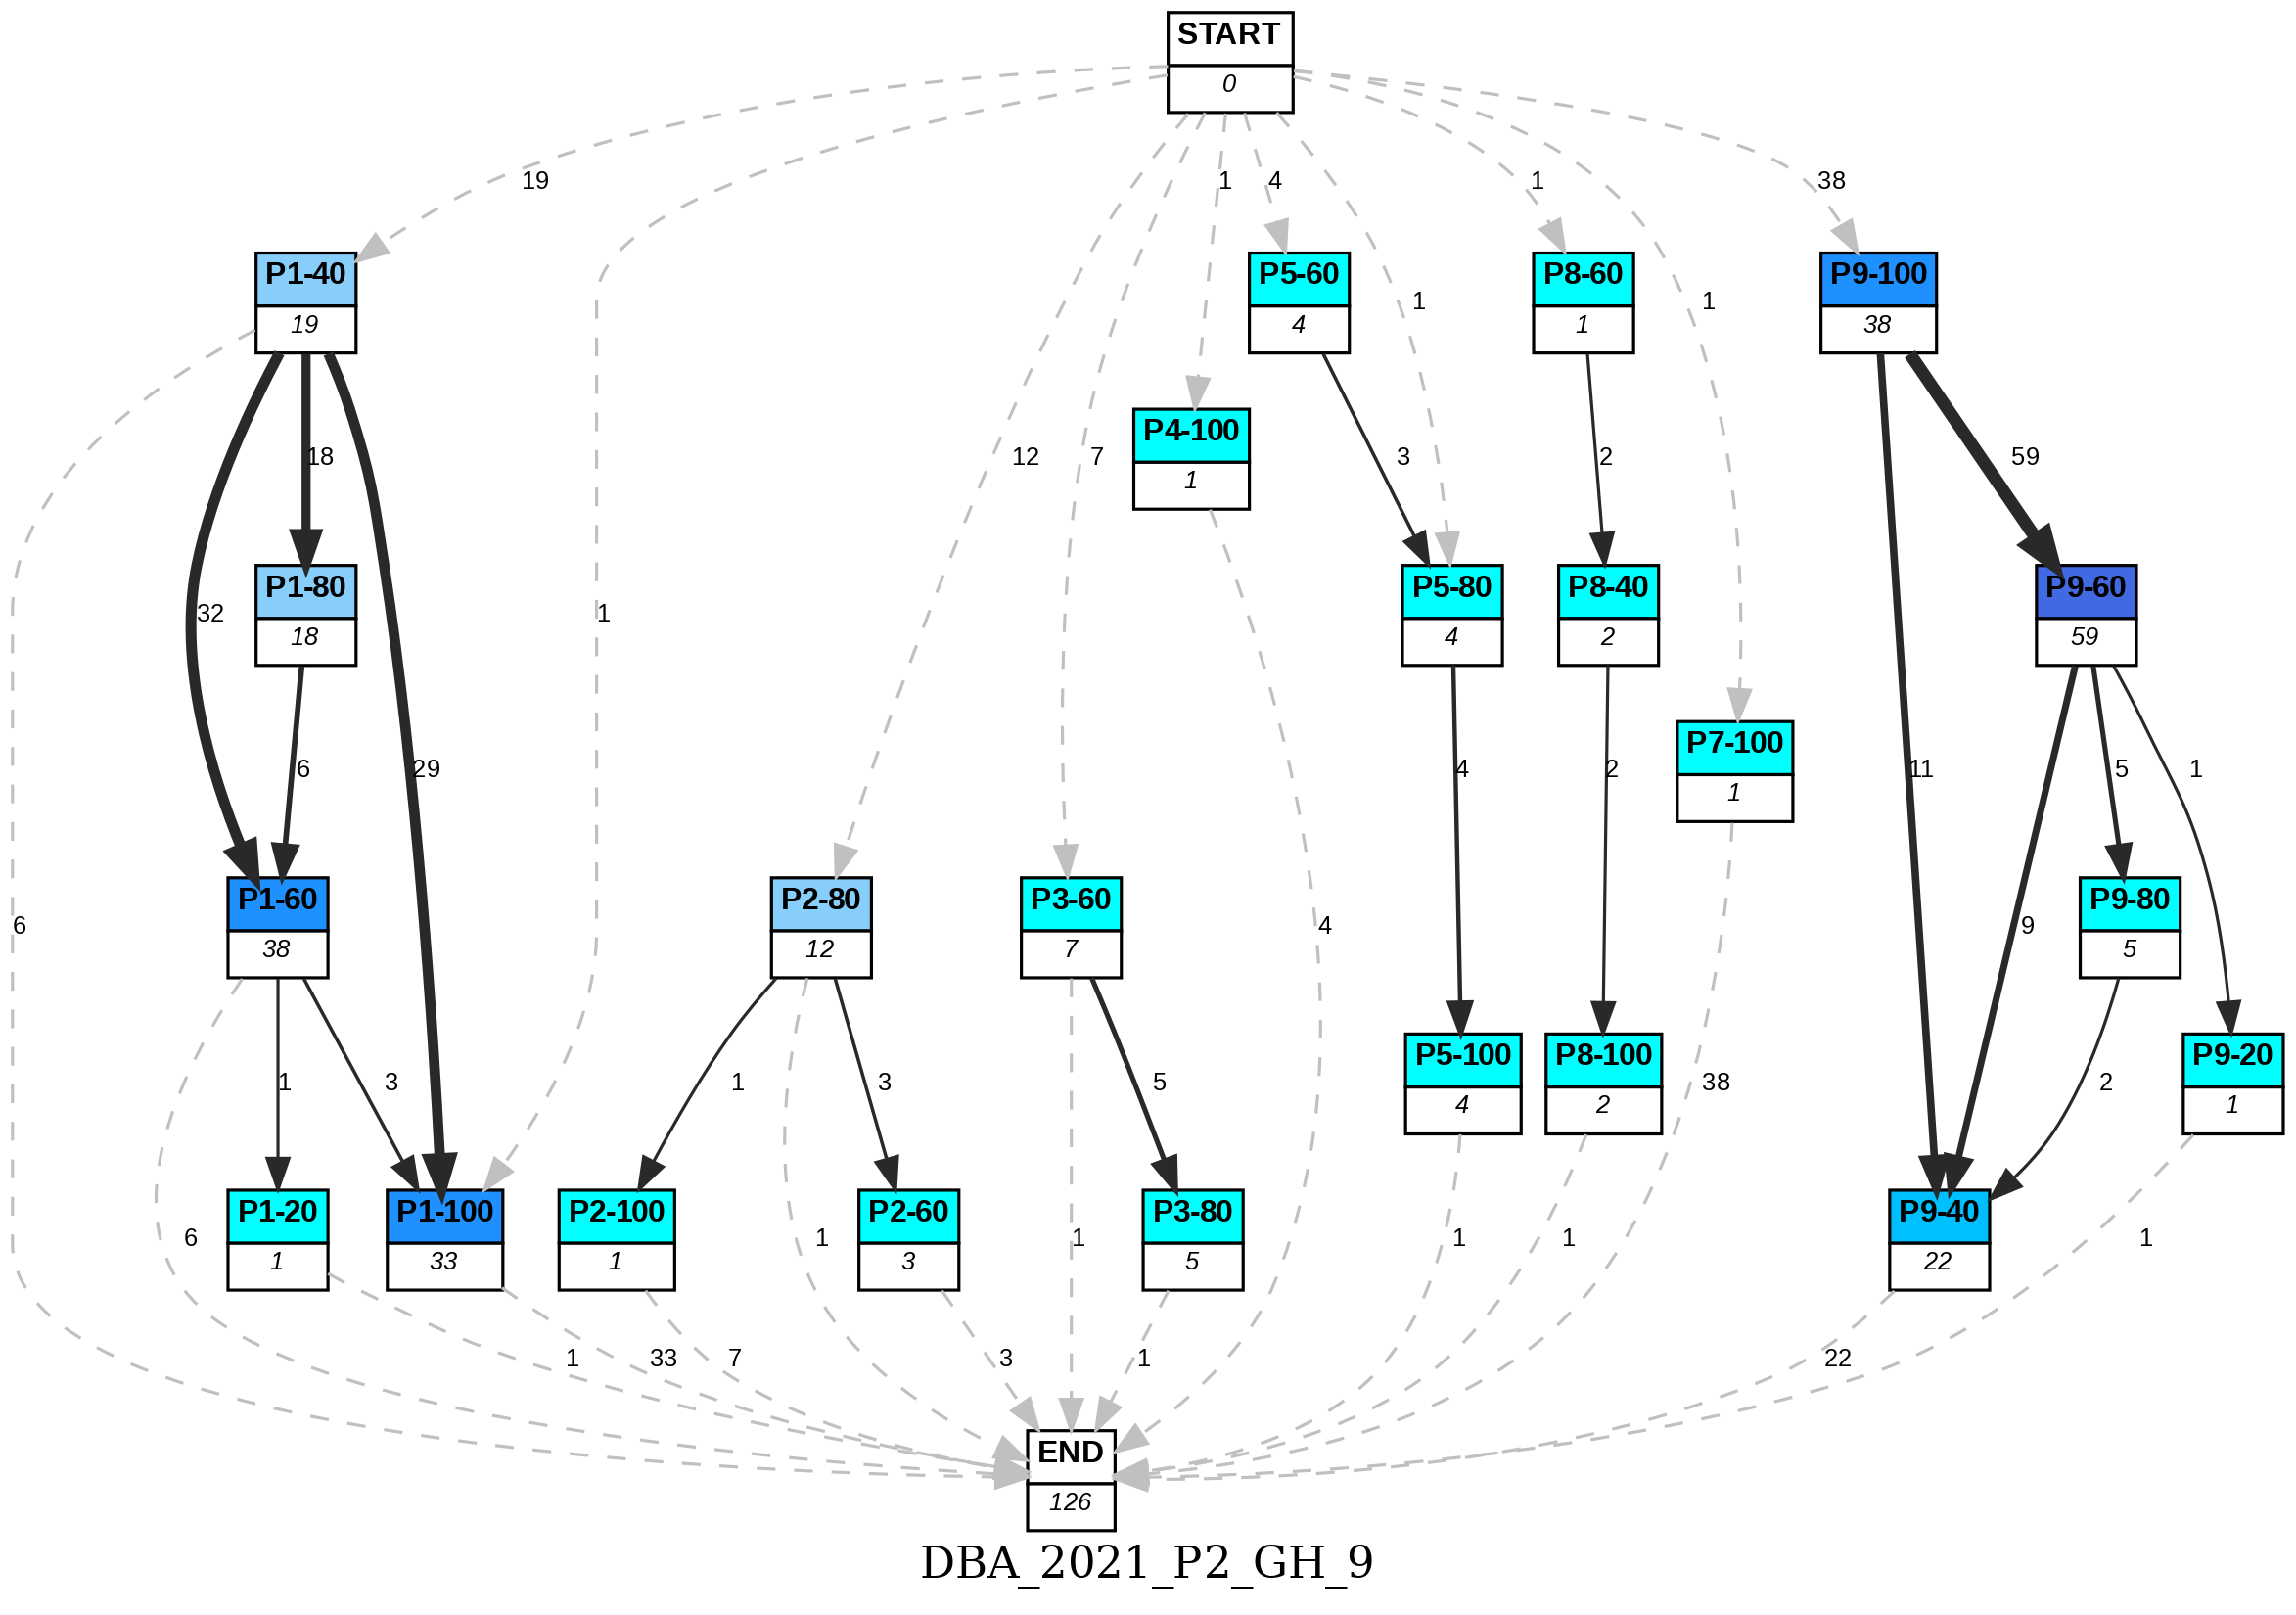 START
0
19
1
4
1
38
P1-40
19
P5-60
4
P8-60
1
P9-100
38
1
1
12
7
P4-100
1
18
3
2
59
32
P1-80
18
1
P5-80
4
P8-40
2
P9-60
59
6
29
4
2
P7-100
1
11
5
1
6
P1-60
38
P2-80
12
P3-60
7
4
9
P9-80
5
1
3
1
3
5
P5-100
4
P8-100
2
38
2
P9-20
1
6
P1-20
1
P1-100
33
P2-100
1
1
P2-60
3
1
P3-80
5
1
1
P9-40
22
1
1
33
7
3
1
22
END
126
DBA_2021_P2_GH_9